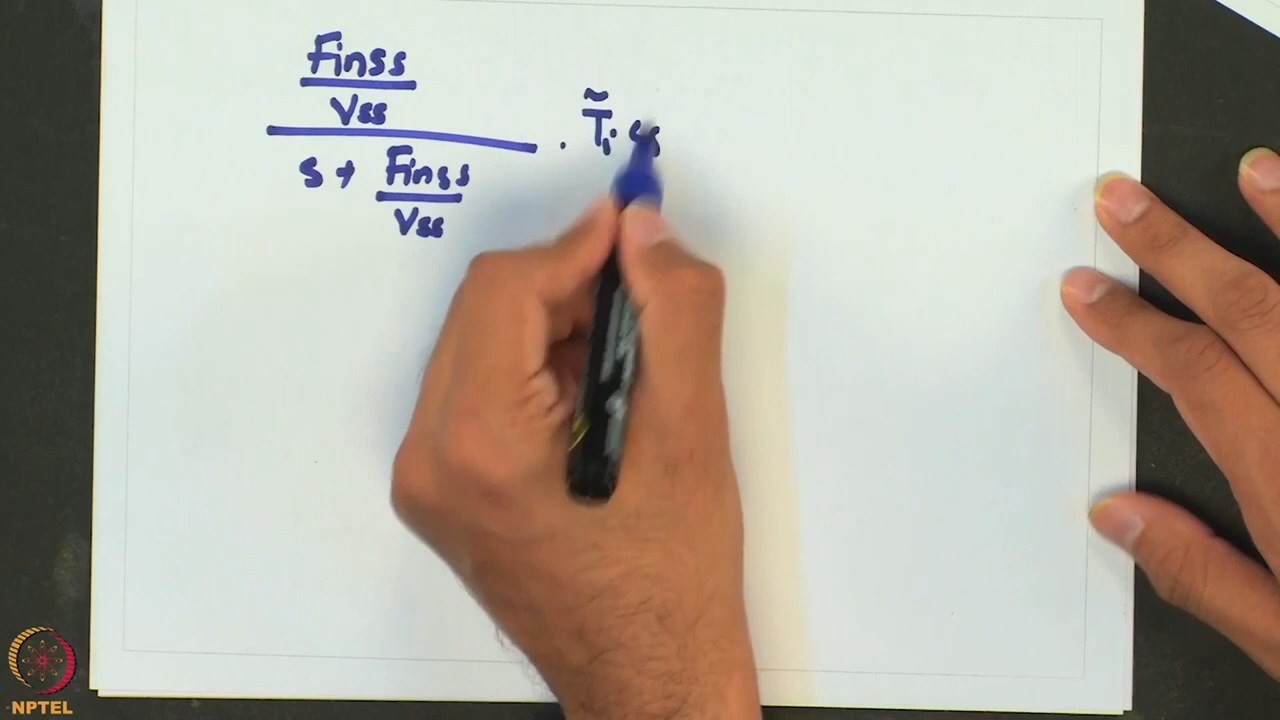 Finss
Vss
s + Finss
Vss
. T̃i
NPTEL